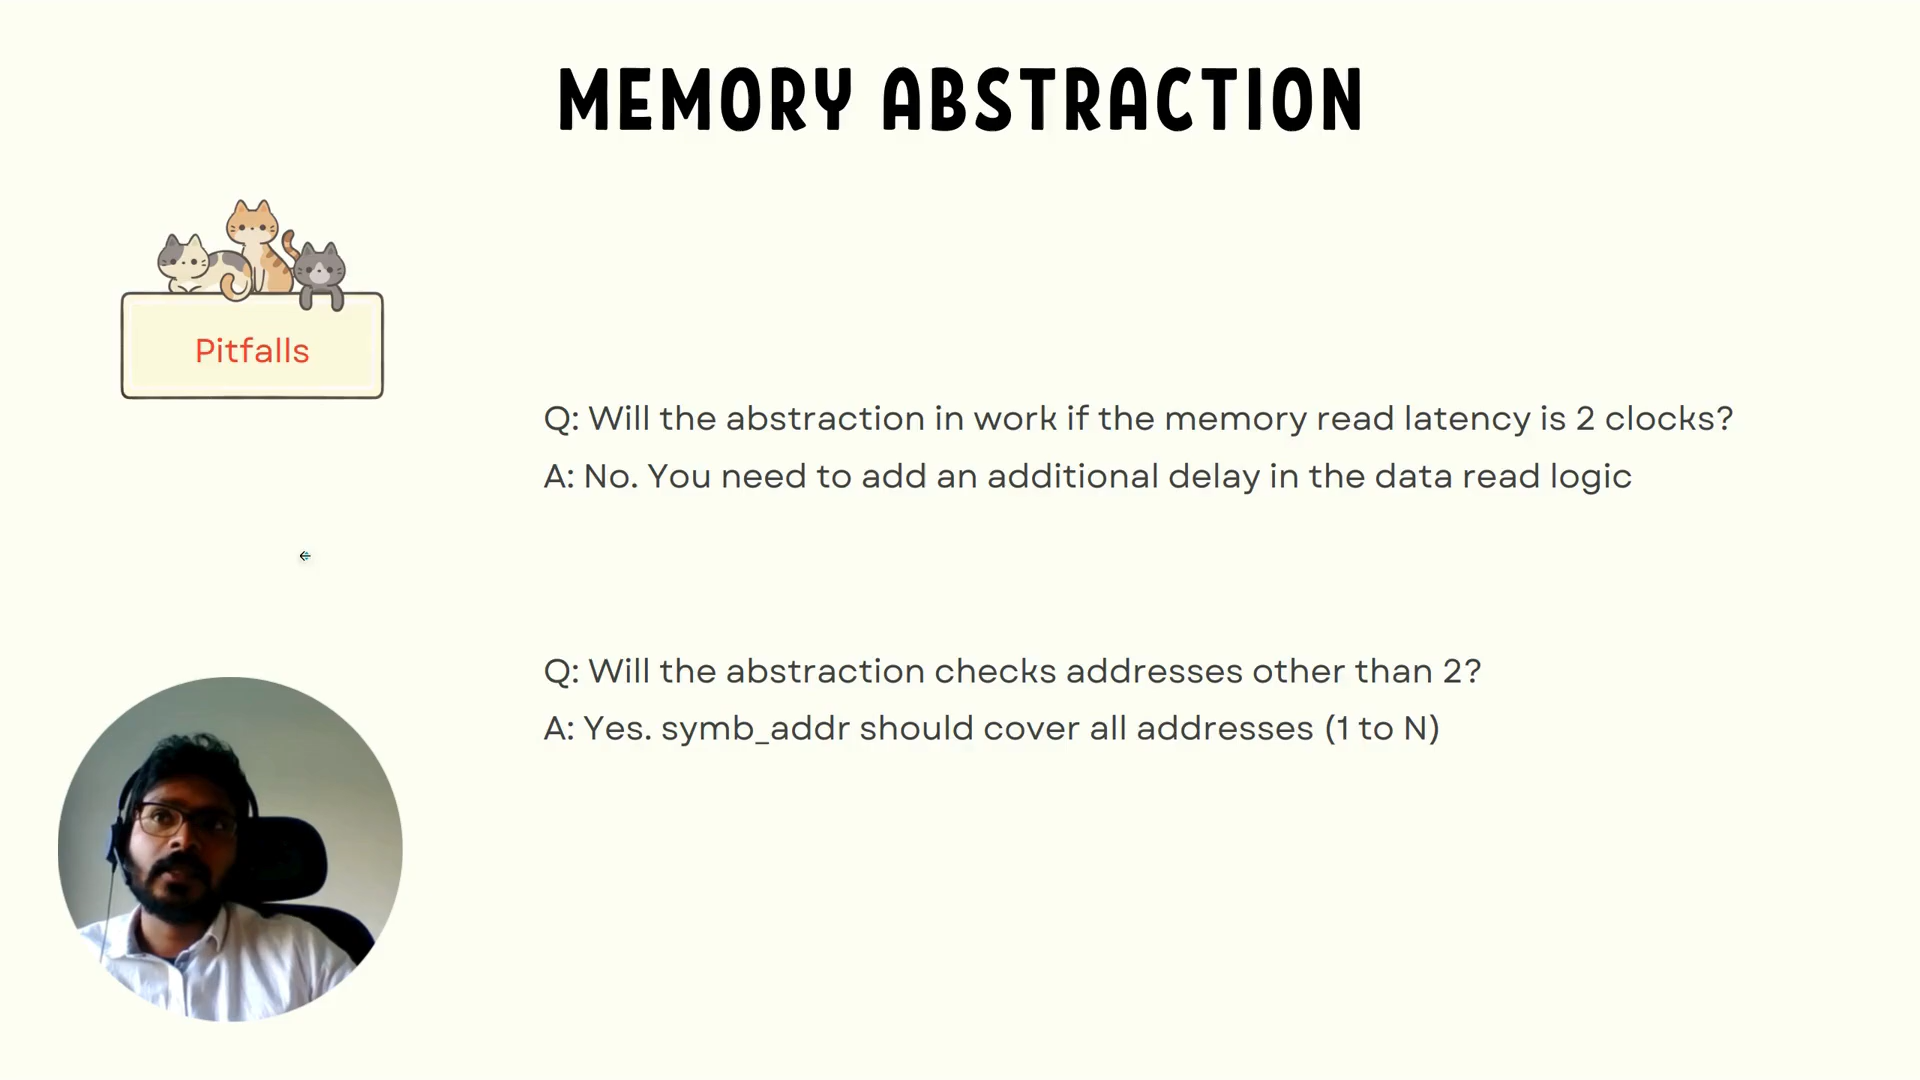 MEMORY ABSTRACTION
Pitfalls
Q: Will the abstraction in work if the memory read latency is 2 clocks?
A: No. You need to add an additional delay in the data read logic
Q: Will the abstraction checks addresses other than 2?
A: Yes. symb_addr should cover all addresses (1 to N)